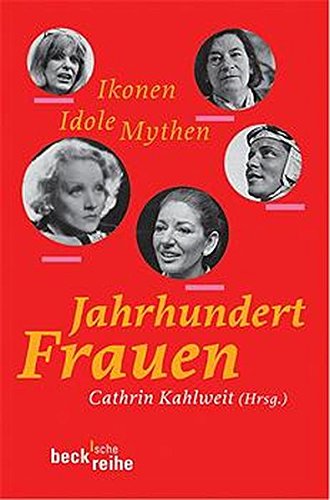 Ikonen
Idole Mythen
Jahrhundert
Frauen
Cathrin Kahlweit (Hrsg.)
beck'sche
reihe